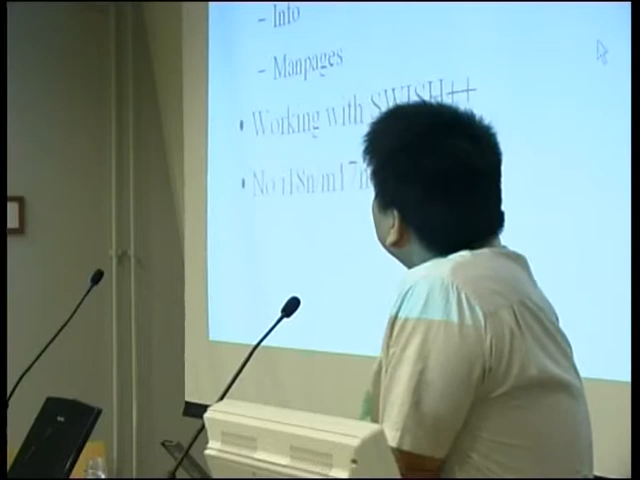 – Info
– Manpages
• Working with SWISH++
• No i18n/m17n